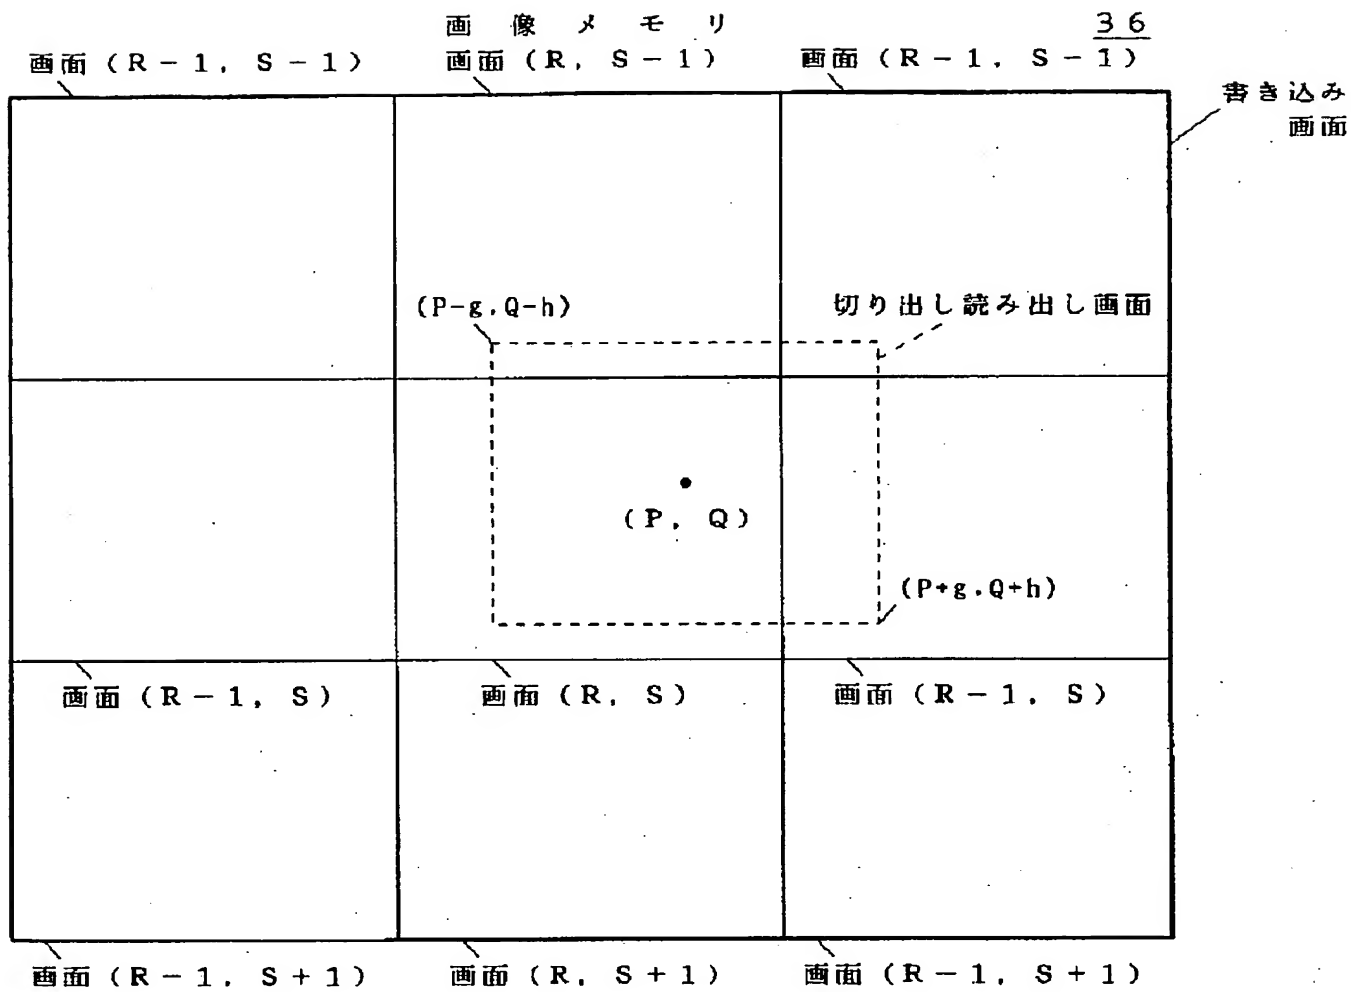 画像メモリ
36
画面(R-1, S-1)
画面(R, S-1)
画面(R-1, S-1)
書き込み
画面
(P-g, Q-h)
切り出し読み出し画面
(P, Q)
(P+g, Q+h)
画面(R-1, S)
画面(R, S)
画面(R-1, S)
画面(R-1, S+1)
画面(R, S+1)
画面(R-1, S+1)